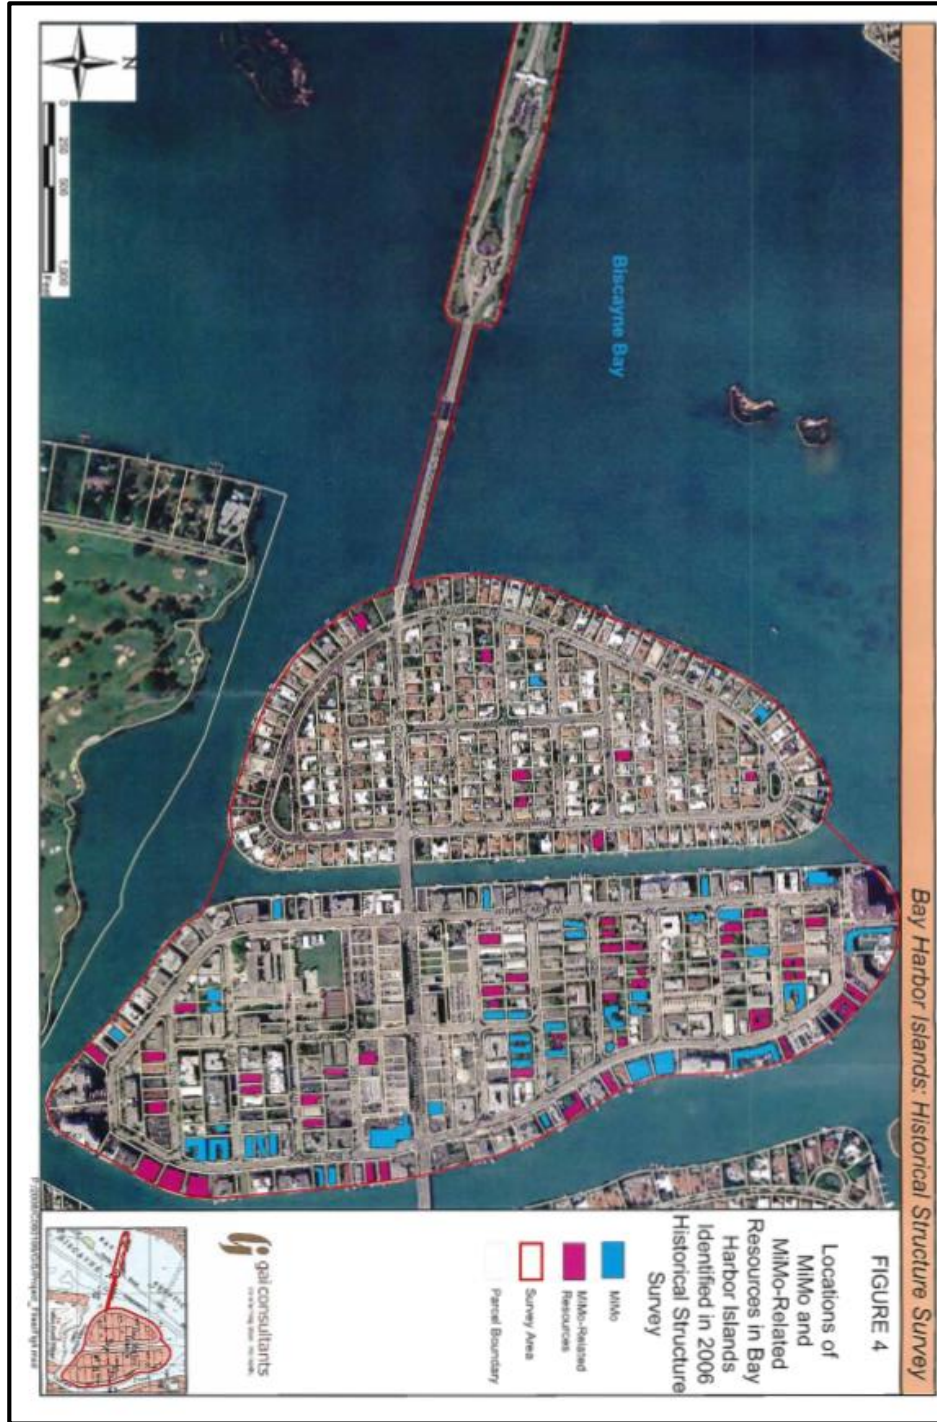 Bay Harbor Islands: Historical Structure Survey
FIGURE 4
Locations of
MiMo and
MiMo-Related
Resources in Bay
Harbor Islands
Identified in 2006
Historical Structure
Survey
MiMo
MiMo-Related
Resources
Survey Area
Parcel Boundary
gai consultants
Biscayne Bay
N
0 250 500 1,000
Feet